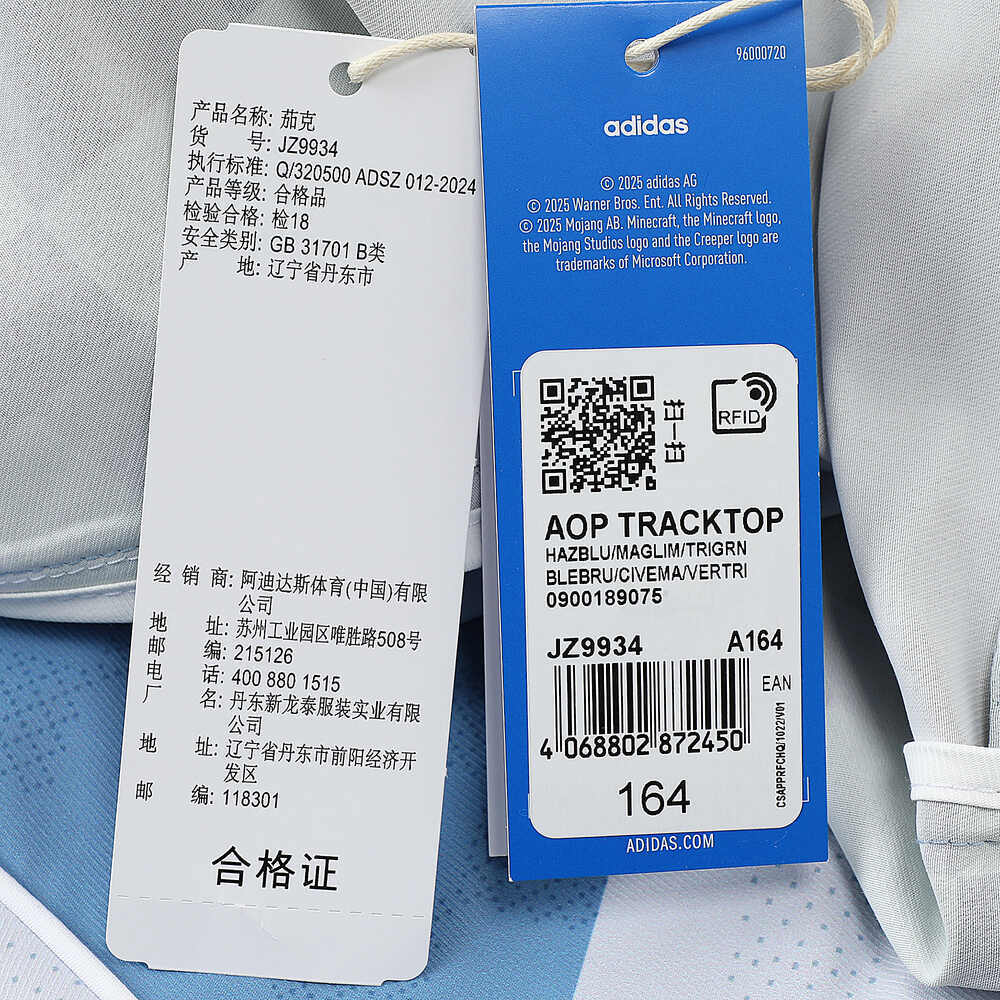 产品名称: 茄克
货 号: JZ9934
执行标准: Q/320500 ADSZ 012-2024
产品等级: 合格品
检验合格: 检18
安全类别: GB 31701 B类
产 地: 辽宁省丹东市
经 销 商: 阿迪达斯体育(中国)有限
公司
地 址: 苏州工业园区唯胜路508号
邮 编: 215126
电 话: 400 880 1515
厂 名: 丹东新龙泰服装实业有限
公司
地 址: 辽宁省丹东市前阳经济开
发区
邮 编: 118301
合格证
96000720
adidas
© 2025 adidas AG
© 2025 Warner Bros. Ent. All Rights Reserved.
© 2025 Mojang AB. Minecraft, the Minecraft logo,
the Mojang Studios logo and the Creeper logo are
trademarks of Microsoft Corporation.
扫一扫
RFID
AOP TRACKTOP
HAZBLU/MAGLIM/TRIGRN
BLEBRU/CIVEMA/VERTRI
0900189075
JZ9934 A164
EAN
4 068802 872450
CSAPPRFCHQ/1022/V01
164
ADIDAS.COM